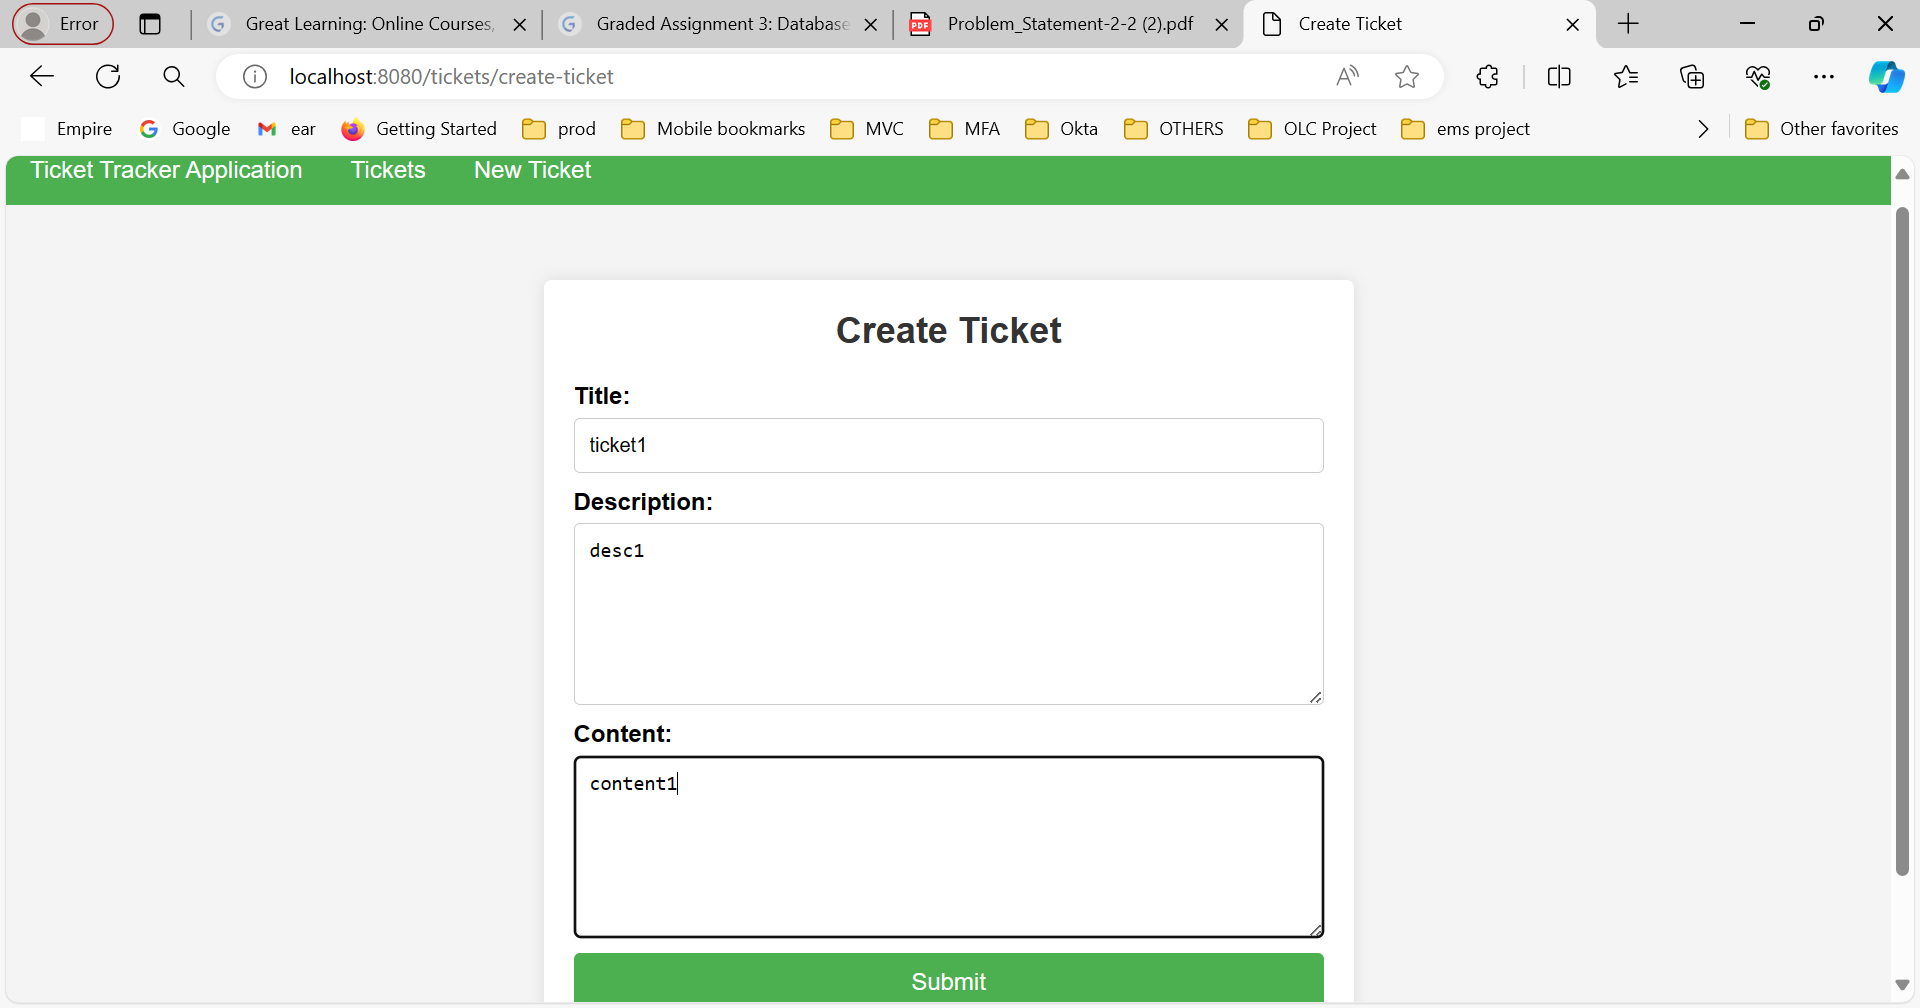 Error
Great Learning: Online Courses,
Graded Assignment 3: Database
Problem_Statement-2-2 (2).pdf
Create Ticket
localhost:8080/tickets/create-ticket
Empire
Google
ear
Getting Started
prod
Mobile bookmarks
MVC
MFA
Okta
OTHERS
OLC Project
ems project
Other favorites
Ticket Tracker Application
Tickets
New Ticket
Create Ticket
Title:
ticket1
Description:
desc1
Content:
content1
Submit